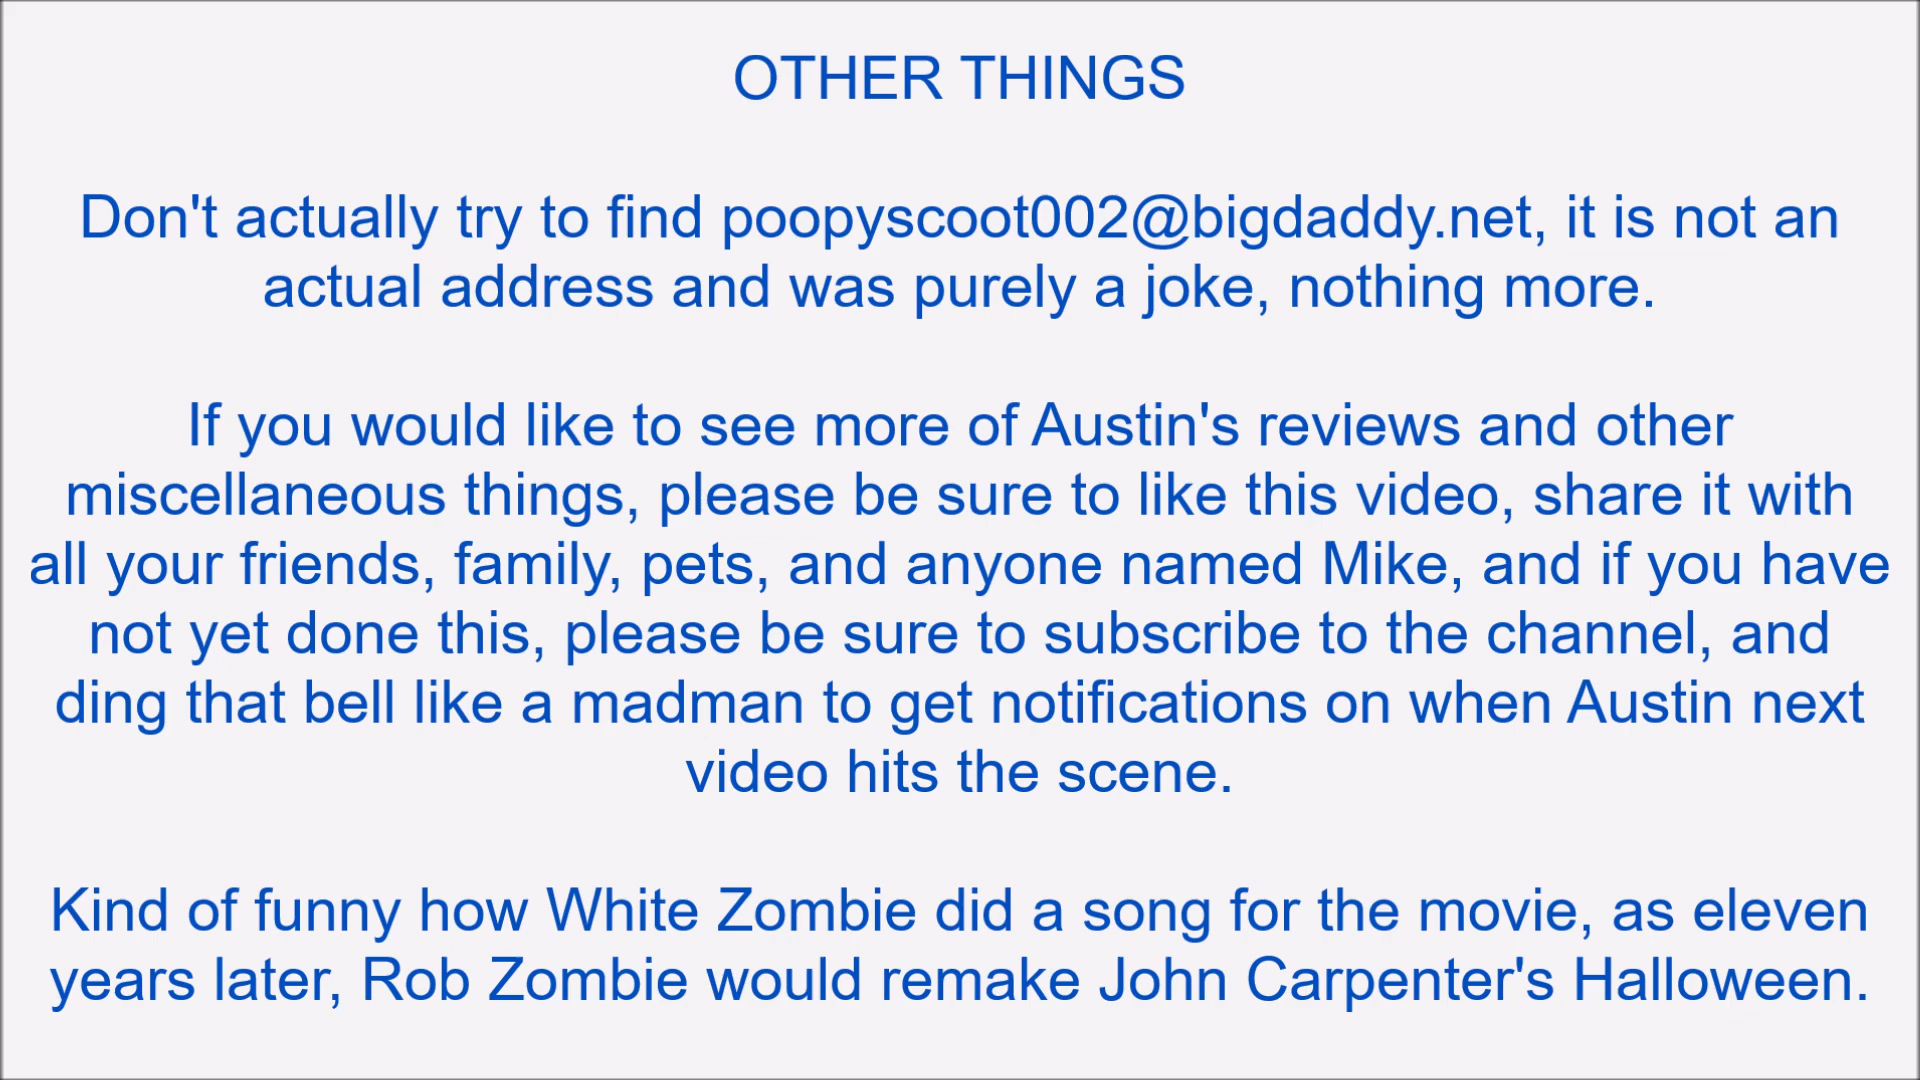 OTHER THINGS
Don't actually try to find poopyscoot002@bigdaddy.net, it is not an
actual address and was purely a joke, nothing more.
If you would like to see more of Austin's reviews and other
miscellaneous things, please be sure to like this video, share it with
all your friends, family, pets, and anyone named Mike, and if you have
not yet done this, please be sure to subscribe to the channel, and
ding that bell like a madman to get notifications on when Austin next
video hits the scene.
Kind of funny how White Zombie did a song for the movie, as eleven
years later, Rob Zombie would remake John Carpenter's Halloween.